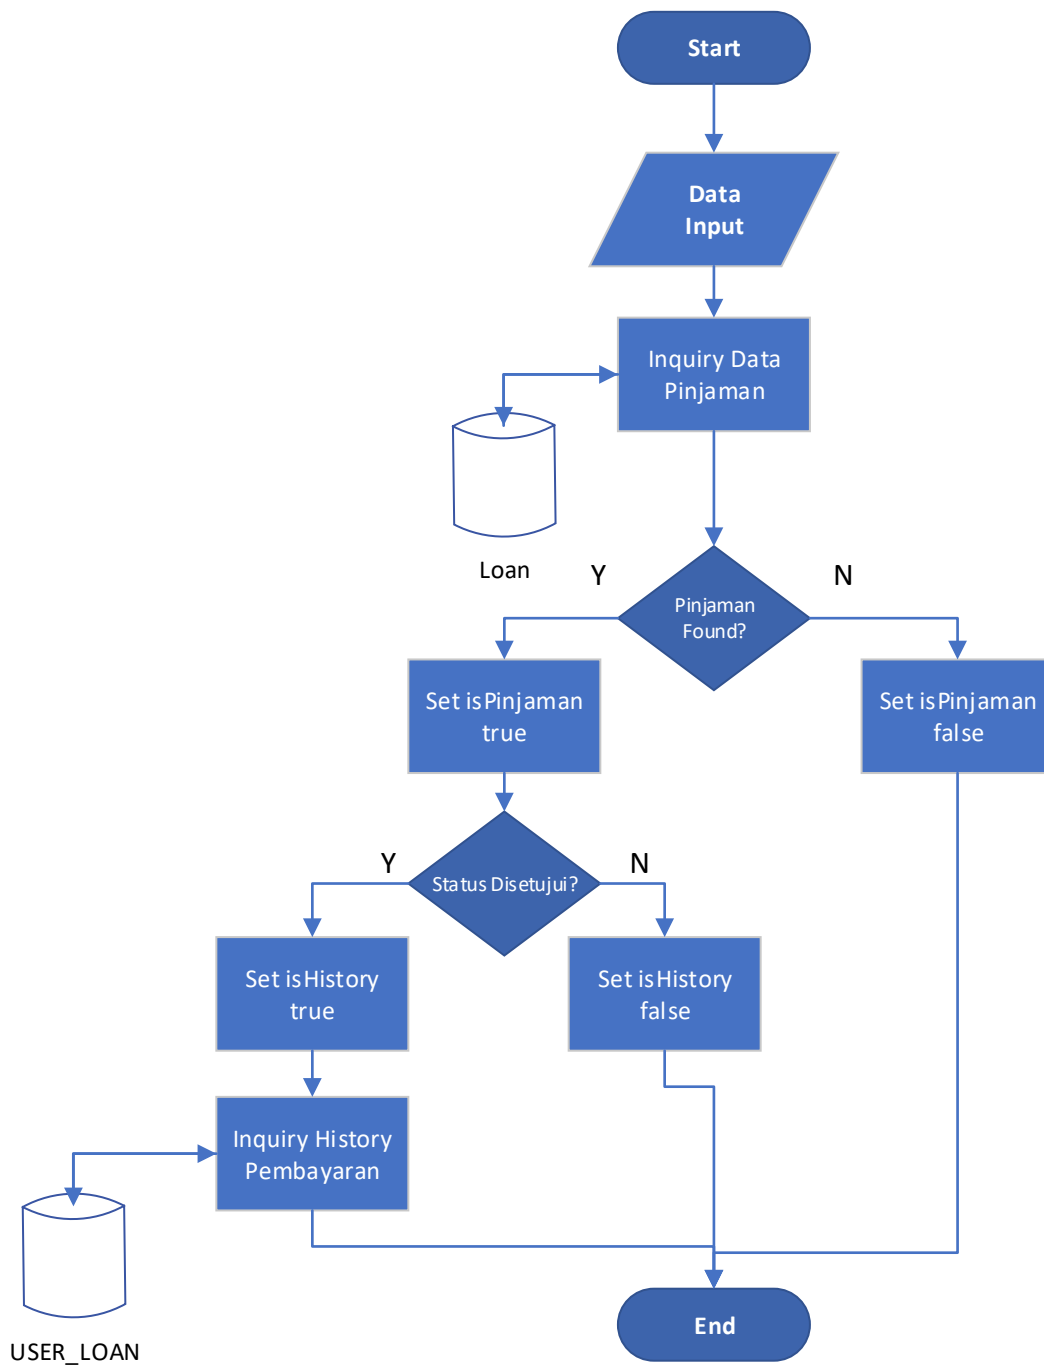 Start
Data
Input
Inquiry Data
Pinjaman
Loan
Y
N
Pinjaman
Found?
Set isPinjaman
true
Set isPinjaman
false
Y
N
Status Disetujui?
Set isHistory
true
Set isHistory
false
Inquiry History
Pembayaran
USER_LOAN
End